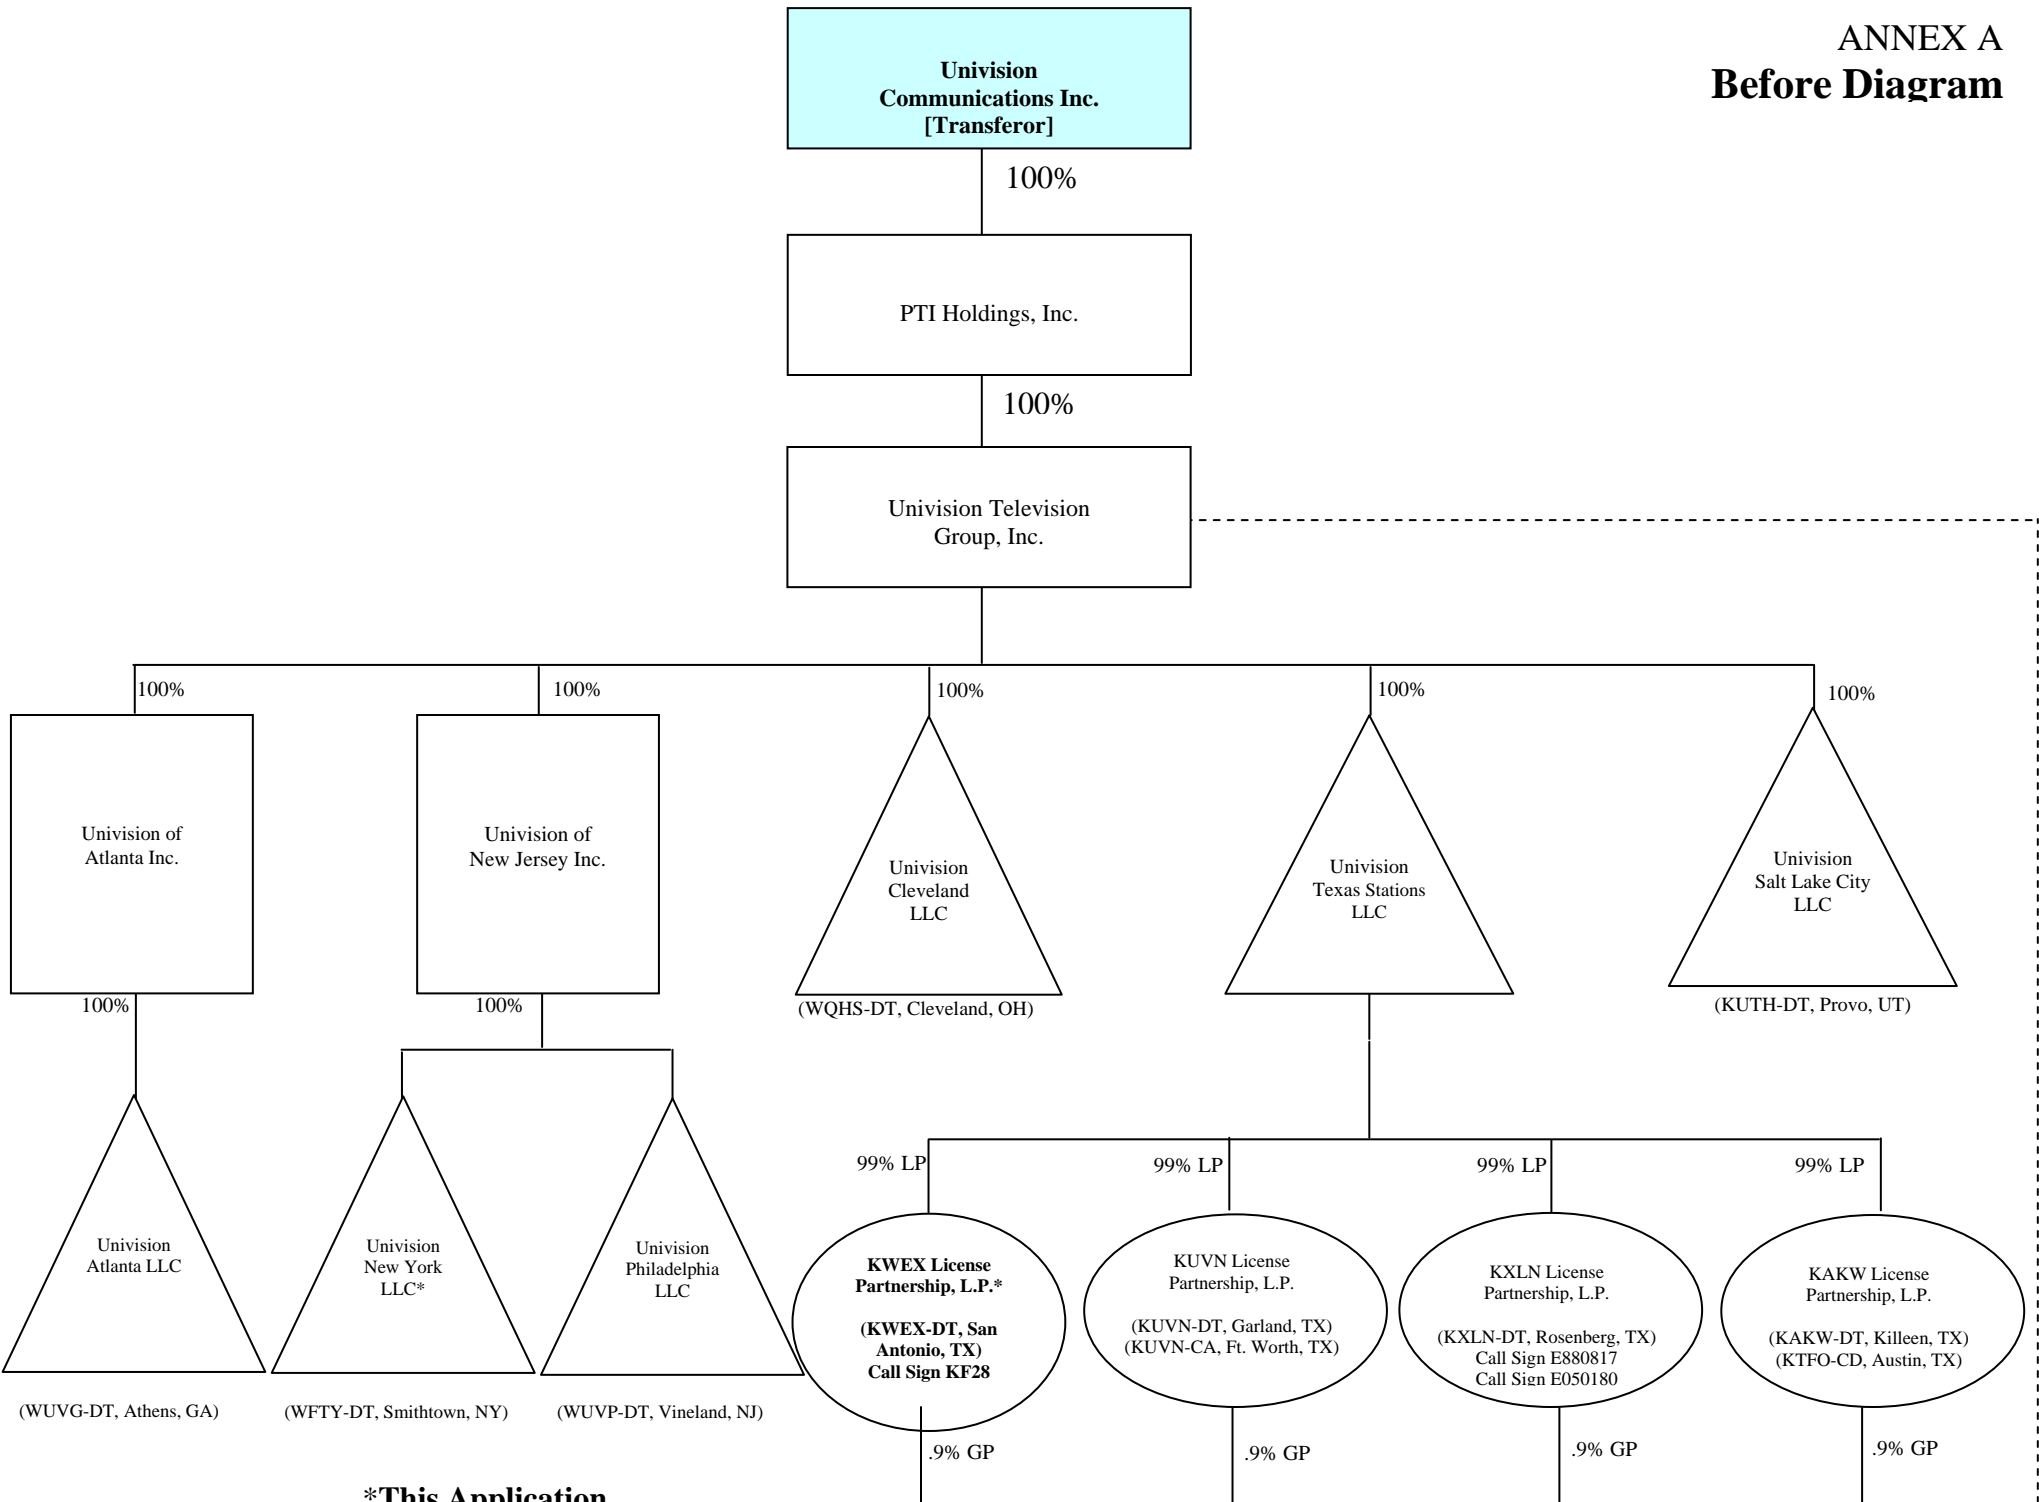 ANNEX A
Before Diagram
Univision
Communications Inc.
[Transferor]
100%
PTI Holdings, Inc.
100%
Univision Television
Group, Inc.
100%
100%
100%
100%
100%
Univision of
Atlanta Inc.
Univision of
New Jersey Inc.
Univision
Cleveland
LLC
Univision
Texas Stations
LLC
Univision
Salt Lake City
LLC
100%
100%
(WQHS-DT, Cleveland, OH)
(KUTH-DT, Provo, UT)
99% LP
99% LP
99% LP
99% LP
Univision
Atlanta LLC
Univision
New York
LLC*
Univision
Philadelphia
LLC
KWEX License
Partnership, L.P.*
(KWEX-DT, San
Antonio, TX)
Call Sign KF28
KUVN License
Partnership, L.P.
(KUVN-DT, Garland, TX)
(KUVN-CA, Ft. Worth, TX)
KXLN License
Partnership, L.P.
(KXLN-DT, Rosenberg, TX)
Call Sign E880817
Call Sign E050180
KAKW License
Partnership, L.P.
(KAKW-DT, Killeen, TX)
(KTFO-CD, Austin, TX)
(WUVG-DT, Athens, GA)
(WFTY-DT, Smithtown, NY)
(WUVP-DT, Vineland, NJ)
.9% GP
.9% GP
.9% GP
.9% GP
*This Application